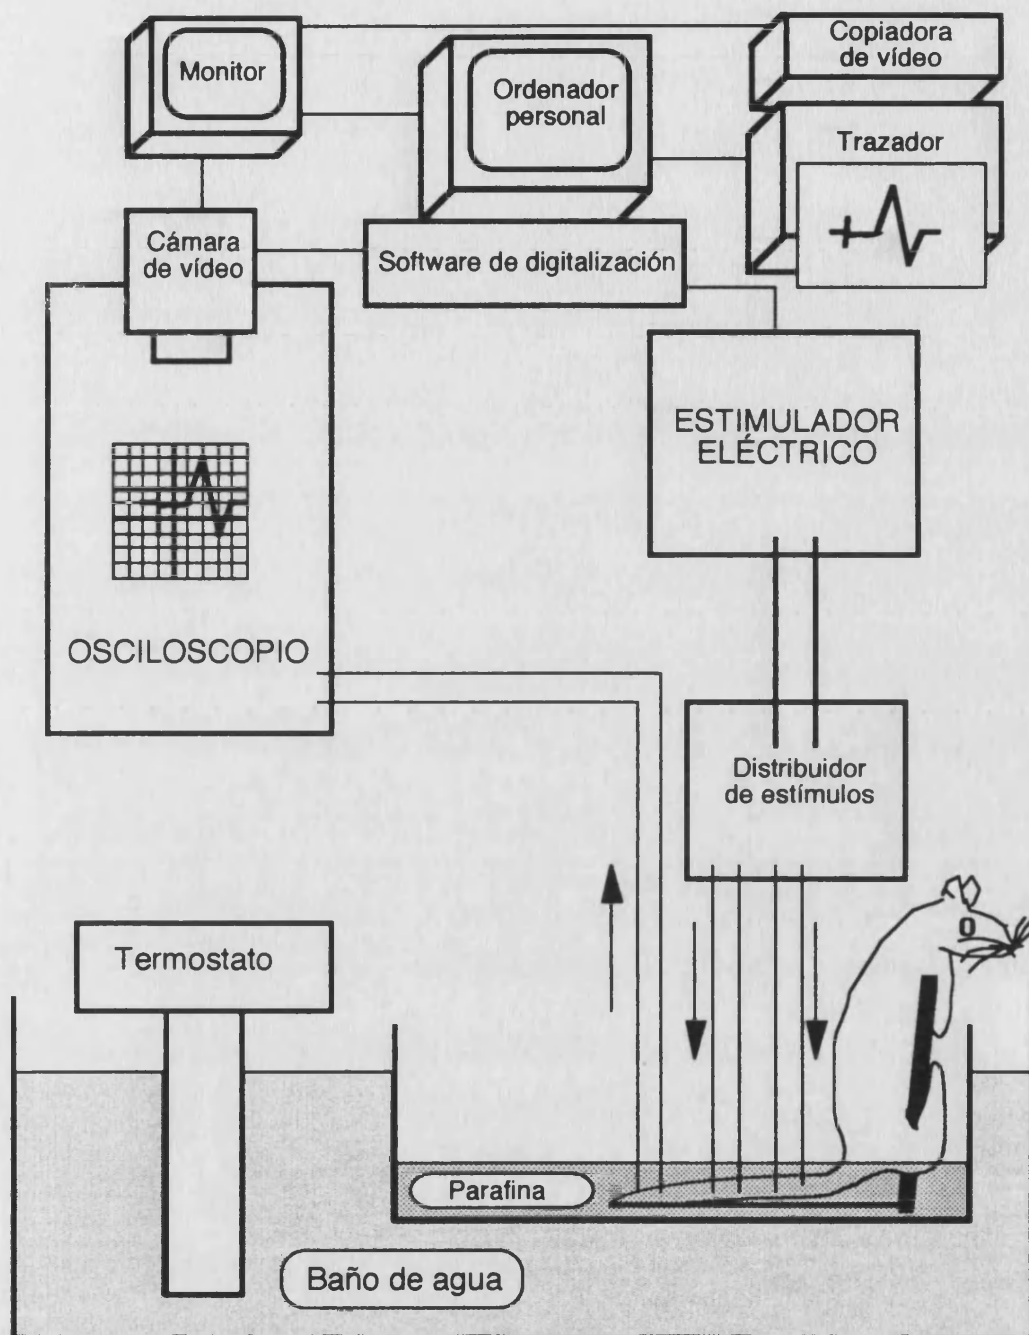 Monitor
Ordenador
personal
Copiadora
de vídeo
Trazador
Cámara
de vídeo
Software de digitalización
ESTIMULADOR
ELÉCTRICO
OSCILOSCOPIO
Distribuidor
de estímulos
Termostato
Parafina
Baño de agua